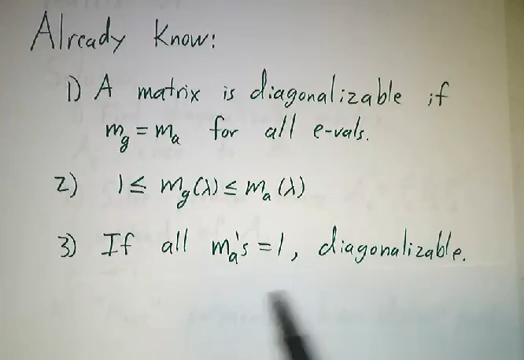 Already Know:
1) A matrix is diagonalizable if
m_g = m_a for all e-vals.
2) 1 ≤ m_g(λ) ≤ m_a(λ)
3) If all m_a's = 1, diagonalizable.